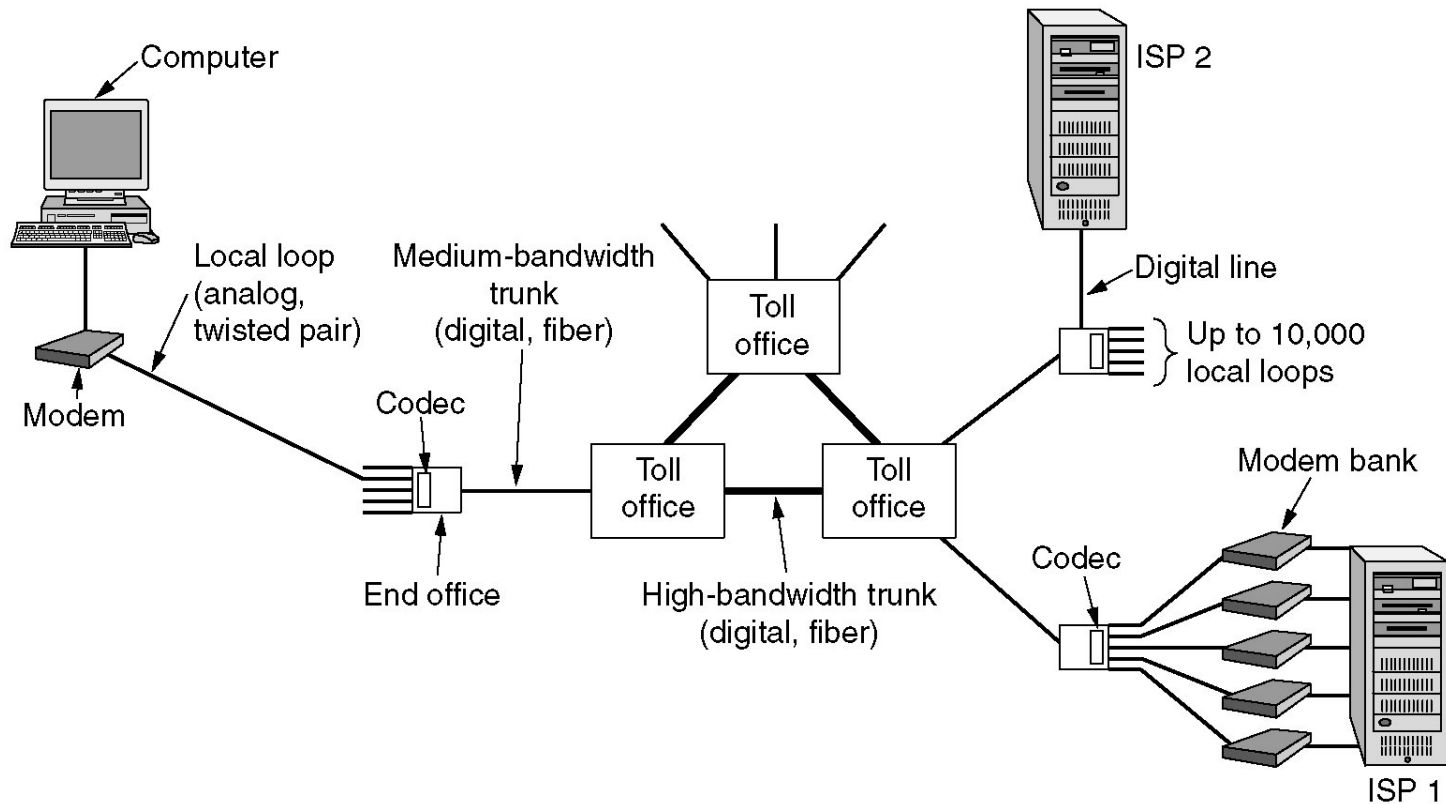 Computer
ISP 2
Local loop
(analog,
twisted pair)
Medium-bandwidth
trunk
(digital, fiber)
Digital line
Toll
office
Up to 10,000
local loops
Modem
Codec
Toll
office
Toll
office
Modem bank
End office
High-bandwidth trunk
(digital, fiber)
Codec
ISP 1